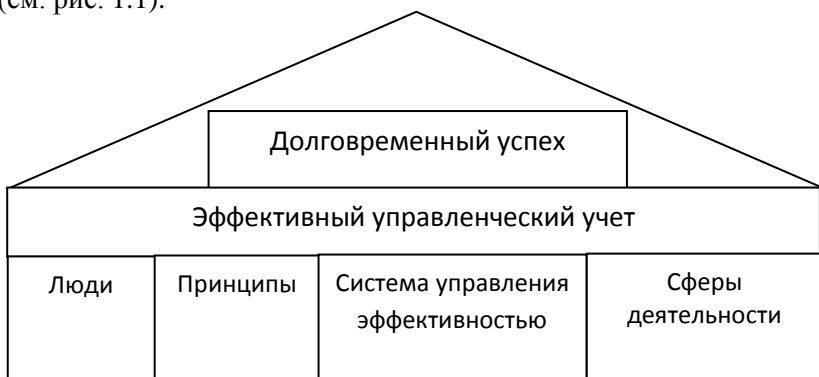 (см. рис. 1.1).
Долговременный успех
Эффективный управленческий учет
Люди
Принципы
Система управления
эффективностью
Сферы
деятельности